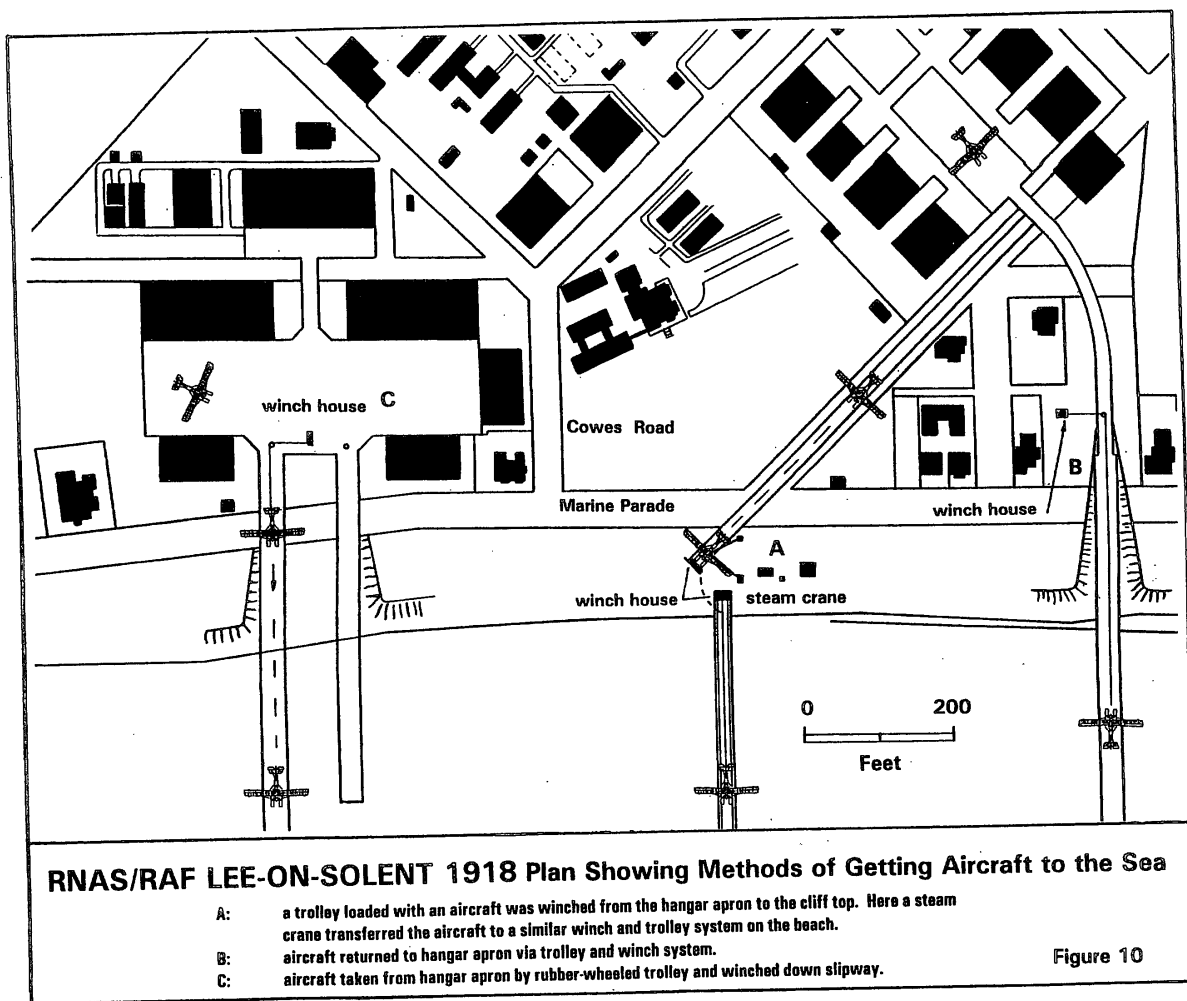 winch house C
Cowes Road
B
Marine Parade
winch house
A
winch house
steam crane
0 200
Feet
RNAS/RAF LEE-ON-SOLENT 1918 Plan Showing Methods of Getting Aircraft to the Sea
A: a trolley loaded with an aircraft was winched from the hangar apron to the cliff top. Here a steam
crane transferred the aircraft to a similar winch and trolley system on the beach.
B: aircraft returned to hangar apron via trolley and winch system.
C: aircraft taken from hangar apron by rubber-wheeled trolley and winched down slipway.
Figure 10